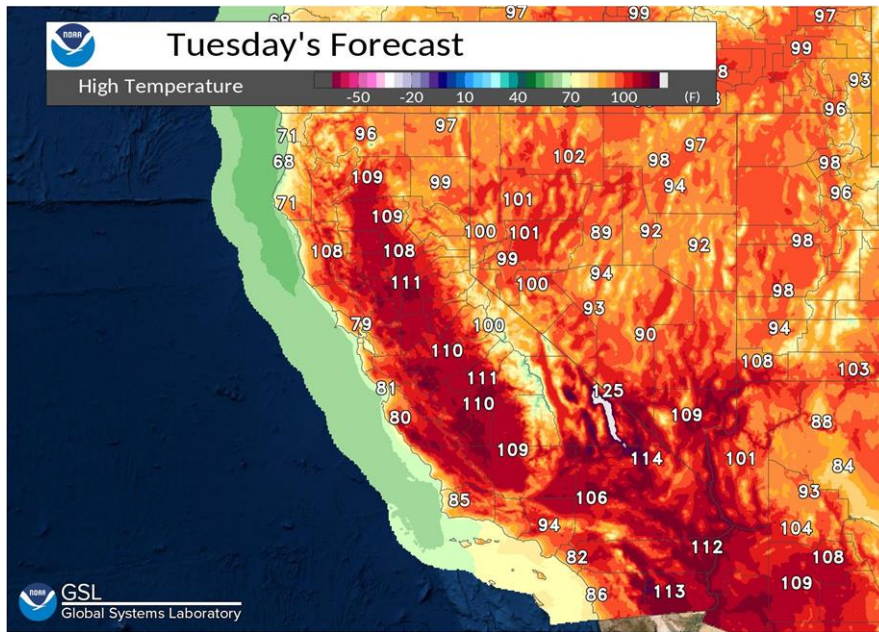 68 97 99 97
NOAA
Tuesday's Forecast
99
High Temperature
-50 -20 10 40 70 100 (F)
93
96
71 96 97 97
68 102 98 98
109 99 94 96
71 101
109 100 101 89 92 98
108 108 99 92
111 100 94 98
79 100 93 94
110 90 108 103
111
81 110 125
80 109 88
109 114 101 84
85 106 93
94 104
82 112 108
86 113 109
NOAA
GSL
Global Systems Laboratory